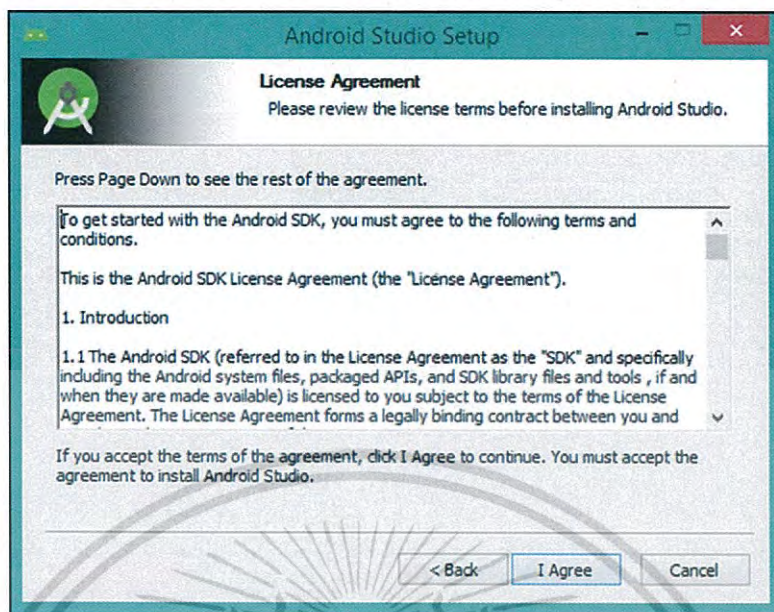 Android Studio Setup
License Agreement
Please review the license terms before installing Android Studio.
Press Page Down to see the rest of the agreement.
To get started with the Android SDK, you must agree to the following terms and
conditions.
This is the Android SDK License Agreement (the "License Agreement").
1. Introduction
1.1 The Android SDK (referred to in the License Agreement as the "SDK" and specifically
including the Android system files, packaged APIs, and SDK library files and tools , if and
when they are made available) is licensed to you subject to the terms of the License
Agreement. The License Agreement forms a legally binding contract between you and
If you accept the terms of the agreement, click I Agree to continue. You must accept the
agreement to install Android Studio.
< Back
I Agree
Cancel